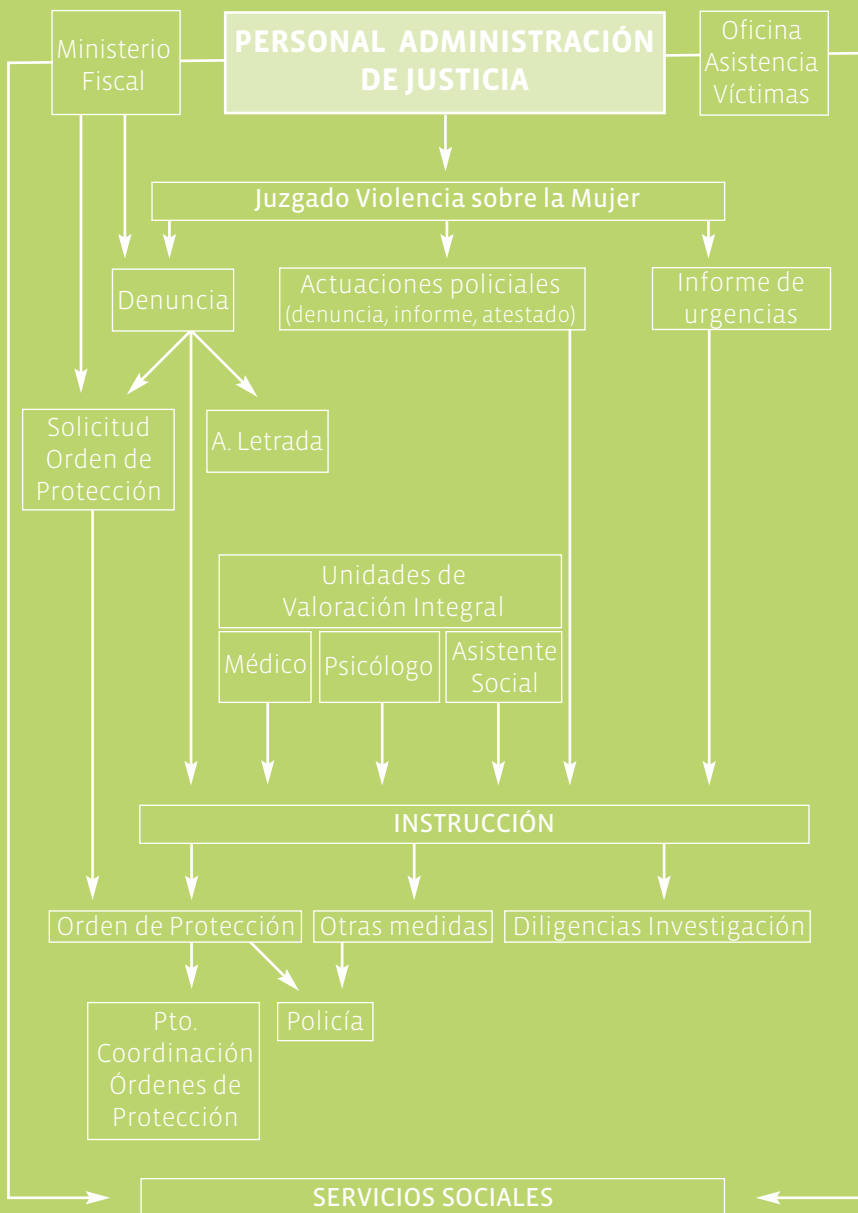 Ministerio
Fiscal
PERSONAL ADMINISTRACIÓN
DE JUSTICIA
Oficina
Asistencia
Víctimas
Juzgado Violencia sobre la Mujer
Denuncia
Actuaciones policiales
(denuncia, informe, atestado)
Informe de
urgencias
Solicitud
Orden de
Protección
A. Letrada
Unidades de
Valoración Integral
Médico
Psicólogo
Asistente
Social
INSTRUCCIÓN
Orden de Protección
Otras medidas
Diligencias Investigación
Pto.
Coordinación
Órdenes de
Protección
Policía
SERVICIOS SOCIALES